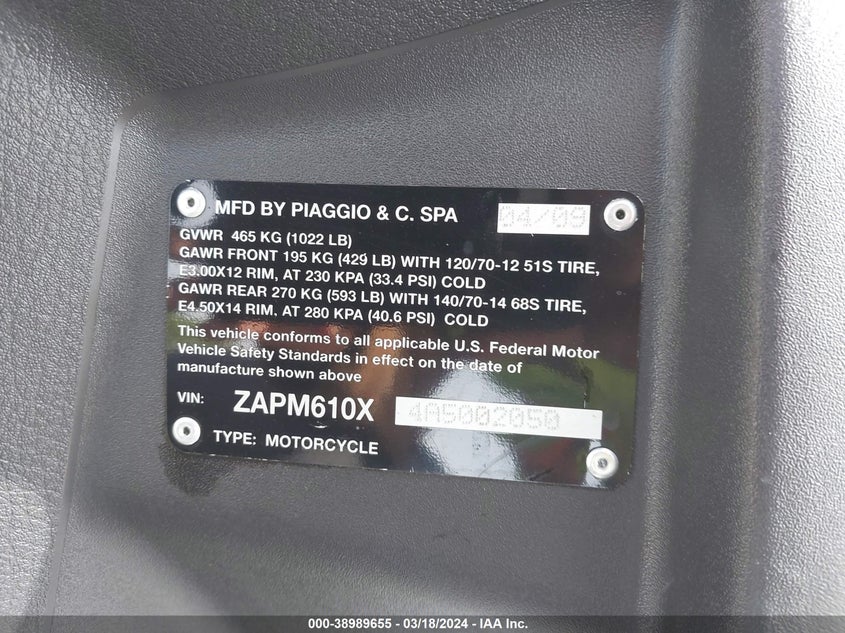 MFD BY PIAGGIO & C. SPA 04/09
GVWR 465 KG (1022 LB)
GAWR FRONT 195 KG (429 LB) WITH 120/70-12 51S TIRE,
E3.00X12 RIM, AT 230 KPA (33.4 PSI) COLD
GAWR REAR 270 KG (593 LB) WITH 140/70-14 68S TIRE,
E4.50X14 RIM, AT 280 KPA (40.6 PSI) COLD
This vehicle conforms to all applicable U.S. Federal Motor
Vehicle Safety Standards in effect on the date of
manufacture shown above
VIN: ZAPM610X 4A5002050
TYPE: MOTORCYCLE
000-38989655 - 03/18/2024 - IAA Inc.